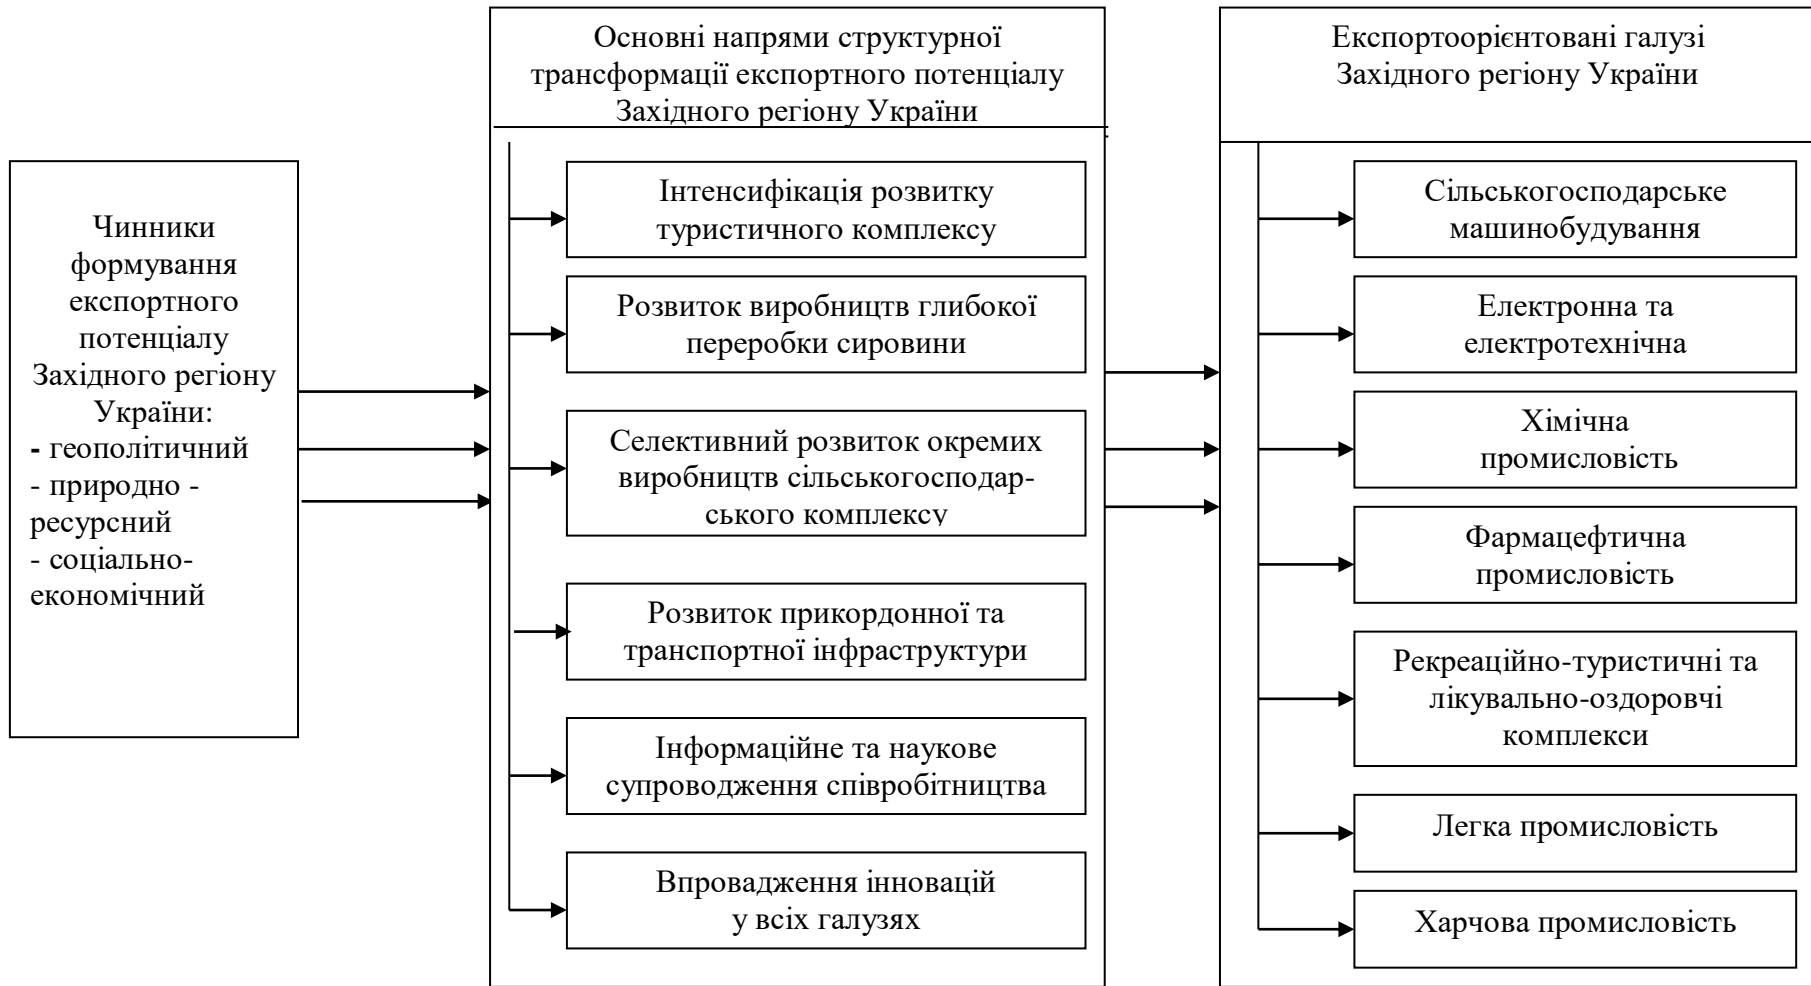 Чинники
формування
експортного
потенціалу
Західного регіону
України:
- геополітичний
- природно -
ресурсний
- соціально-
економічний
Основні напрями структурної
трансформації експортного потенціалу
Західного регіону України
Інтенсифікація розвитку
туристичного комплексу
Розвиток виробництв глибокої
переробки сировини
Селективний розвиток окремих
виробництв сільськогосподар-
ського комплексу
Розвиток прикордонної та
транспортної інфраструктури
Інформаційне та наукове
супроводження співробітництва
Впровадження інновацій
у всіх галузях
Експортоорієнтовані галузі
Західного регіону України
Сільськогосподарське
машинобудування
Електронна та
електротехнічна
Хімічна
промисловість
Фармацефтична
промисловість
Рекреаційно-туристичні та
лікувально-оздоровчі
комплекси
Легка промисловість
Харчова промисловість